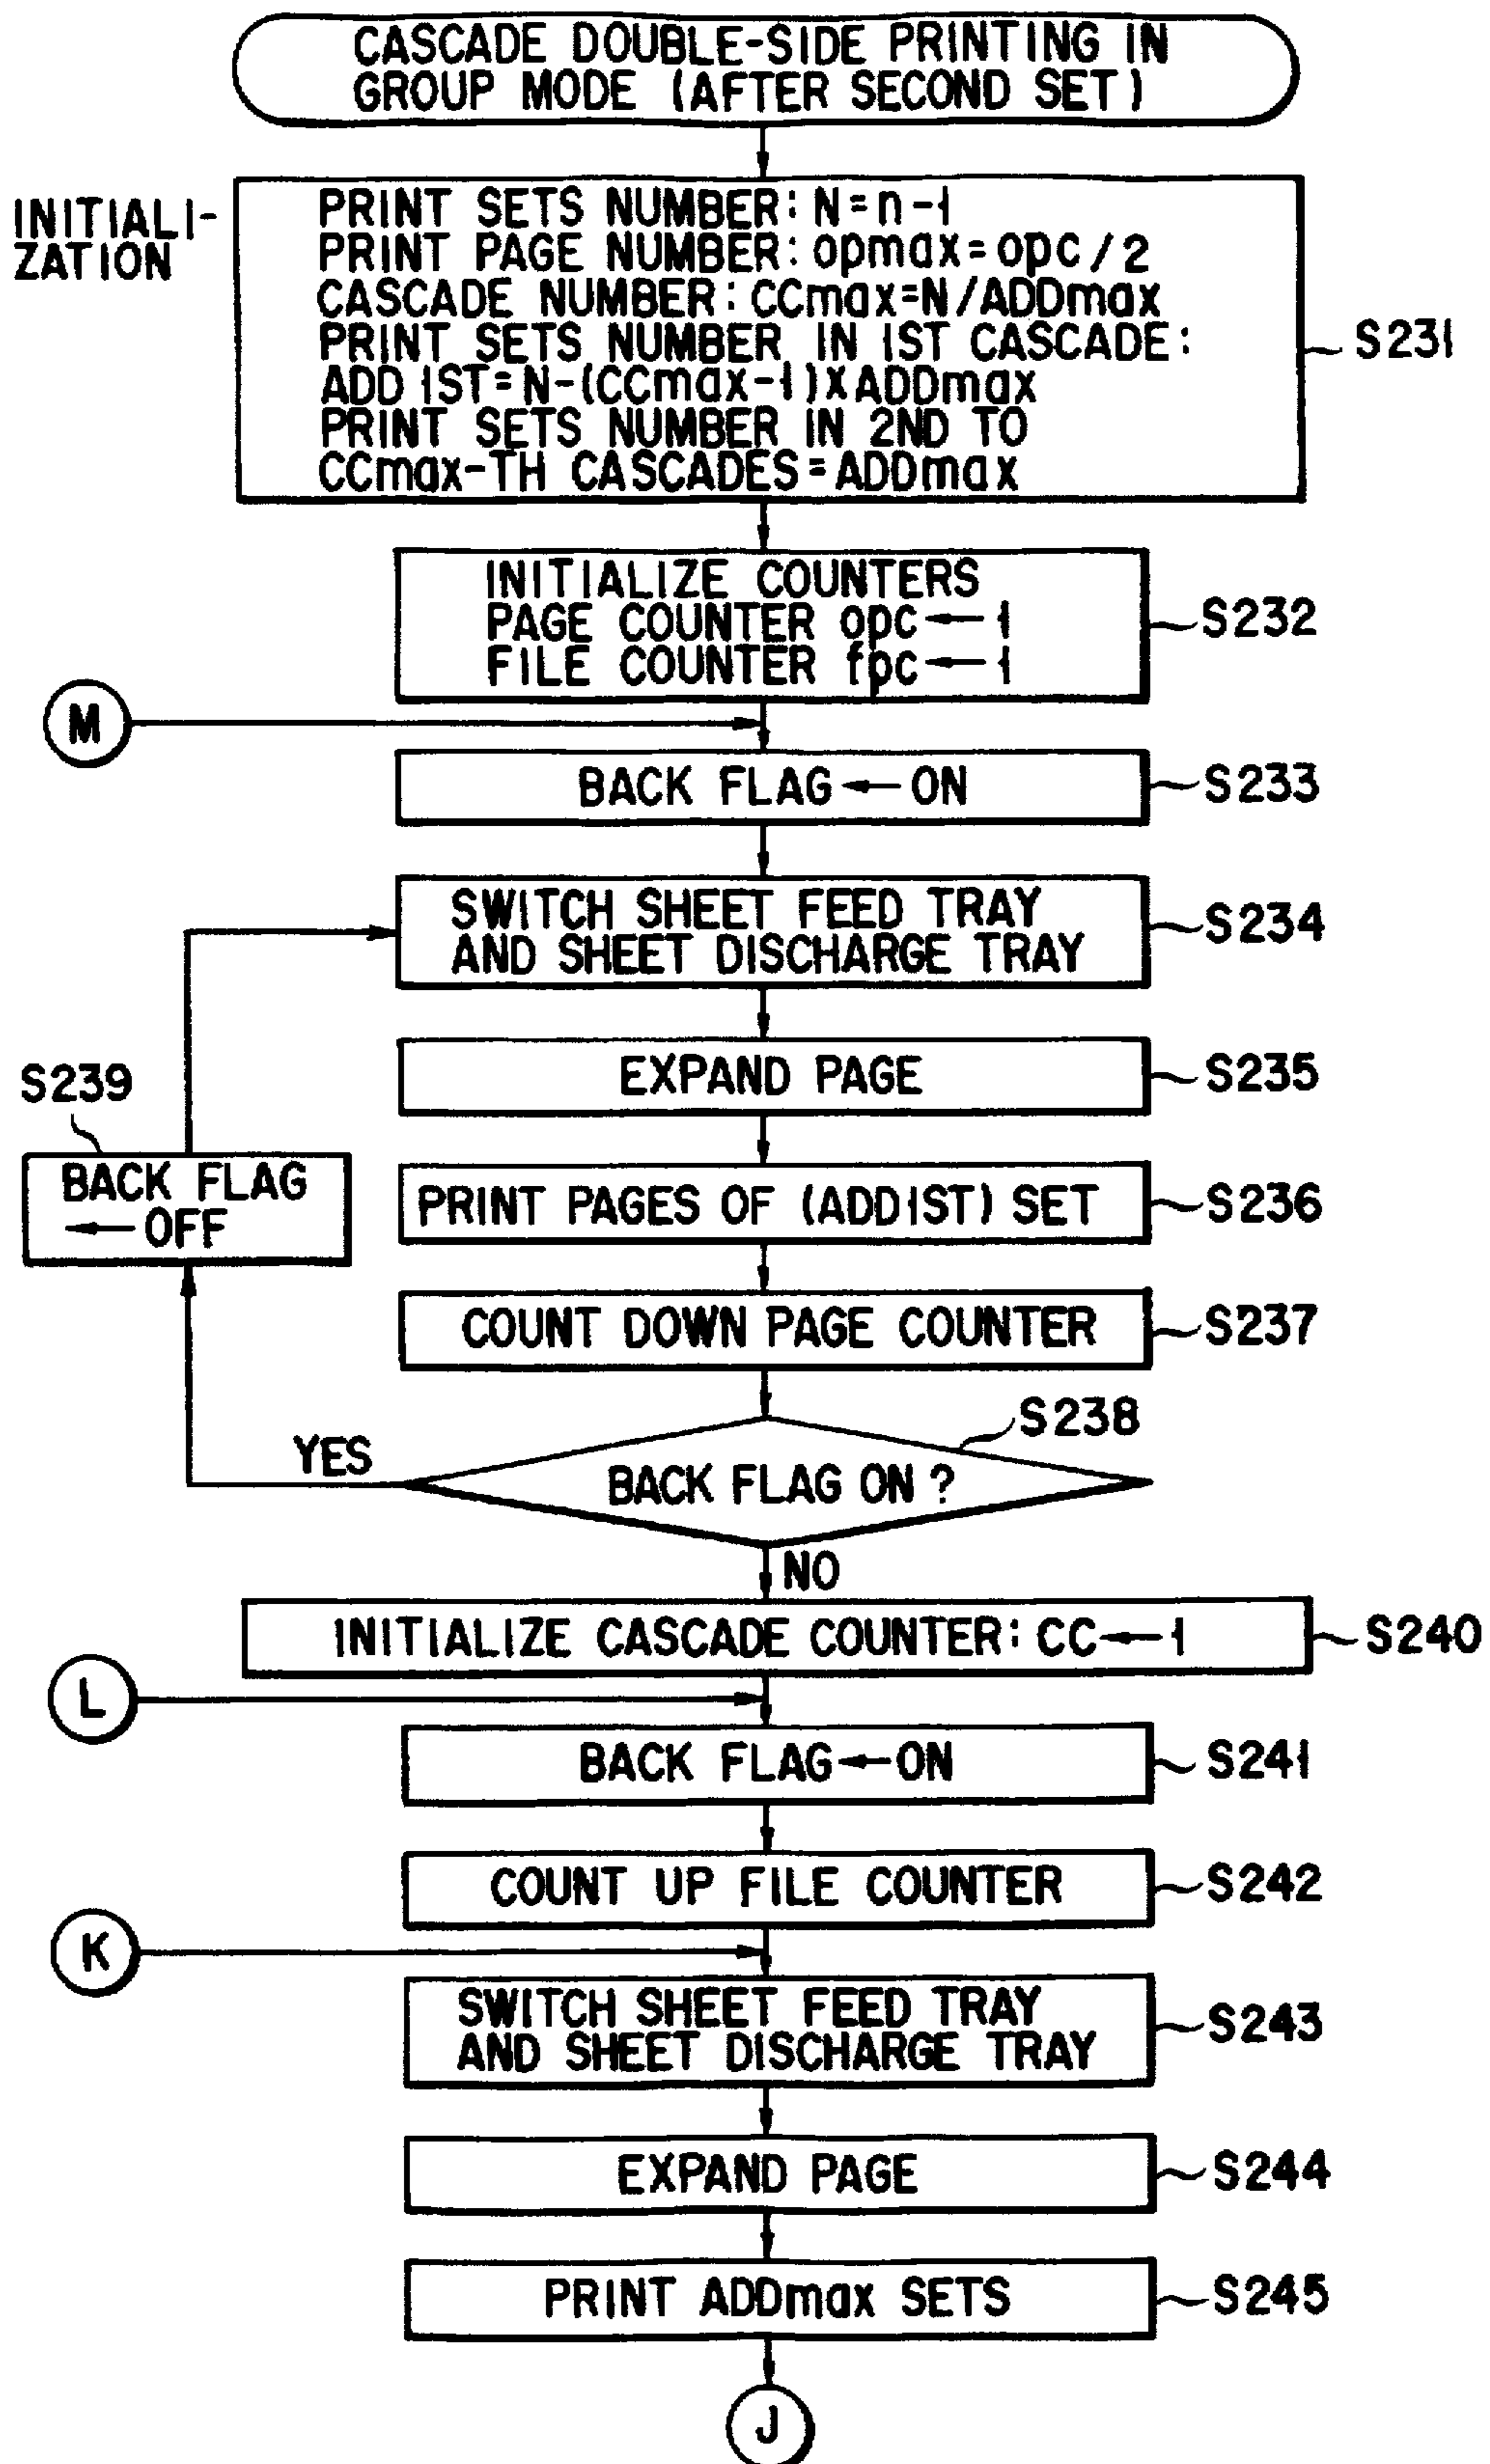 CASCADE DOUBLE-SIDE PRINTING IN
GROUP MODE (AFTER SECOND SET)
INITIALI-
ZATION
PRINT SETS NUMBER: N=n-1
PRINT PAGE NUMBER: opmax=opc/2
CASCADE NUMBER: CCmax=N/ADDmax
PRINT SETS NUMBER IN 1ST CASCADE:
ADD 1ST=N-(CCmax-1)XADDmax
PRINT SETS NUMBER IN 2ND TO
CCmax-TH CASCADES=ADDmax
S231
INITIALIZE COUNTERS
PAGE COUNTER opc←1
FILE COUNTER fpc←1
S232
M
BACK FLAG←ON
S233
SWITCH SHEET FEED TRAY
AND SHEET DISCHARGE TRAY
S234
EXPAND PAGE
S235
S239
BACK FLAG
←OFF
PRINT PAGES OF (ADD1ST) SET
S236
COUNT DOWN PAGE COUNTER
S237
S238
YES
BACK FLAG ON ?
NO
INITIALIZE CASCADE COUNTER: CC←1
S240
L
BACK FLAG←ON
S241
COUNT UP FILE COUNTER
S242
K
SWITCH SHEET FEED TRAY
AND SHEET DISCHARGE TRAY
S243
EXPAND PAGE
S244
PRINT ADDmax SETS
S245
J